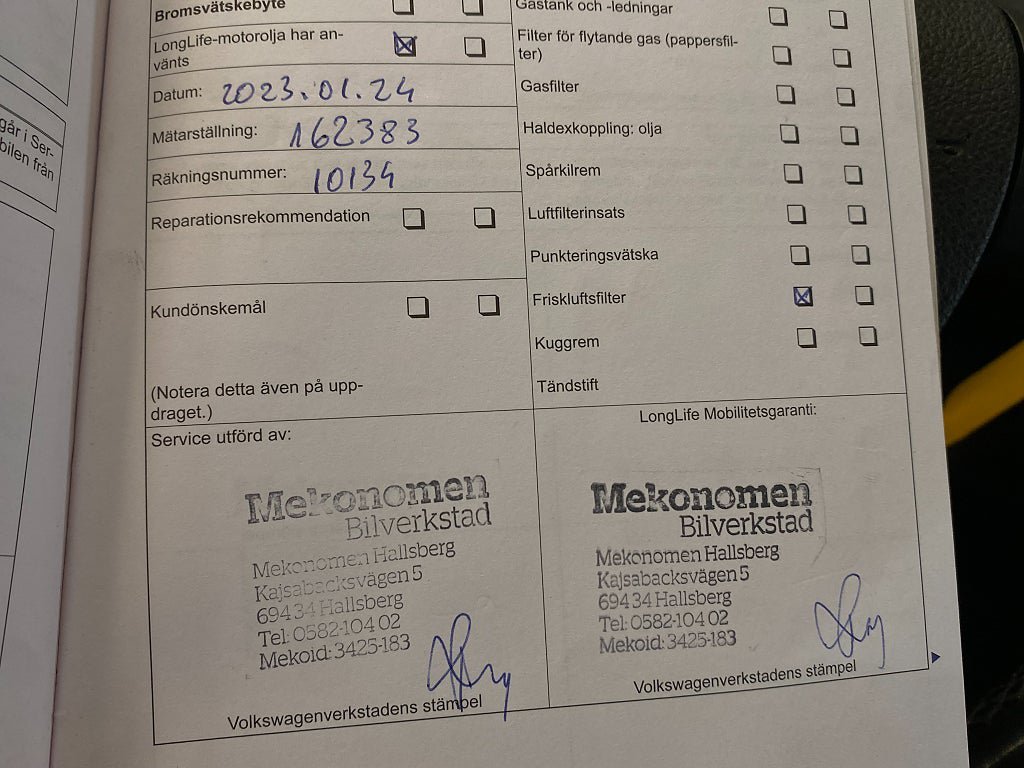 Bromsvätskebyte
LongLife-motorolja har an-
vänts
Datum: 2023.01.24
Mätarställning: 162383
Räkningsnummer: 10134
Reparationsrekommendation
Kundönskemål
(Notera detta även på upp-
draget.)
Gastank och -ledningar
Filter för flytande gas (pappersfil-
ter)
Gasfilter
Haldexkoppling: olja
Spårkilrem
Luftfilterinsats
Punkteringsvätska
Friskluftsfilter
Kuggrem
Tändstift
Service utförd av:
Mekonomen
Bilverkstad
Mekonomen Hallsberg
Kajsabacksvägen 5
694 34 Hallsberg
Tel: 0582-104 02
Mekoid: 3425-183
Volkswagenverkstadens stämpel
LongLife Mobilitetsgaranti:
Mekonomen
Bilverkstad
Mekonomen Hallsberg
Kajsabacksvägen 5
694 34 Hallsberg
Tel: 0582-104 02
Mekoid: 3425-183
Volkswagenverkstadens stämpel
går i Ser-
bilen från